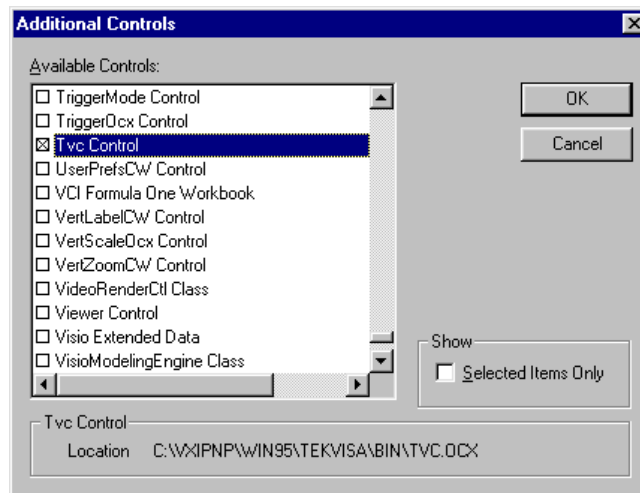 Additional Controls
Available Controls:
TriggerMode Control
TriggerOcx Control
Tvc Control
UserPrefsCW Control
VCI Formula One Workbook
VertLabelCW Control
VertScaleOcx Control
VertZoomCW Control
VideoRenderCtl Class
Viewer Control
Visio Extended Data
VisioModelingEngine Class
OK
Cancel
Show
Selected Items Only
Tvc Control
Location C:\VXIPNP\WIN95\TEKVISA\BIN\TVC.OCX